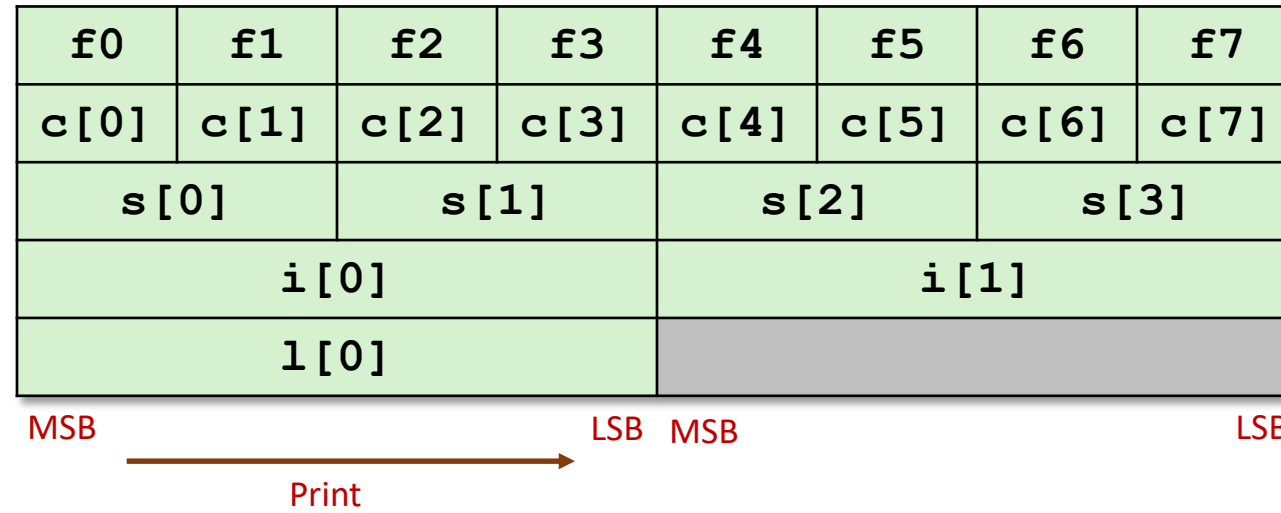 f0 f1 f2 f3 f4 f5 f6 f7
c[0] c[1] c[2] c[3] c[4] c[5] c[6] c[7]
s[0] s[1] s[2] s[3]
i[0] i[1]
l[0]
MSB LSB MSB LSB
Print